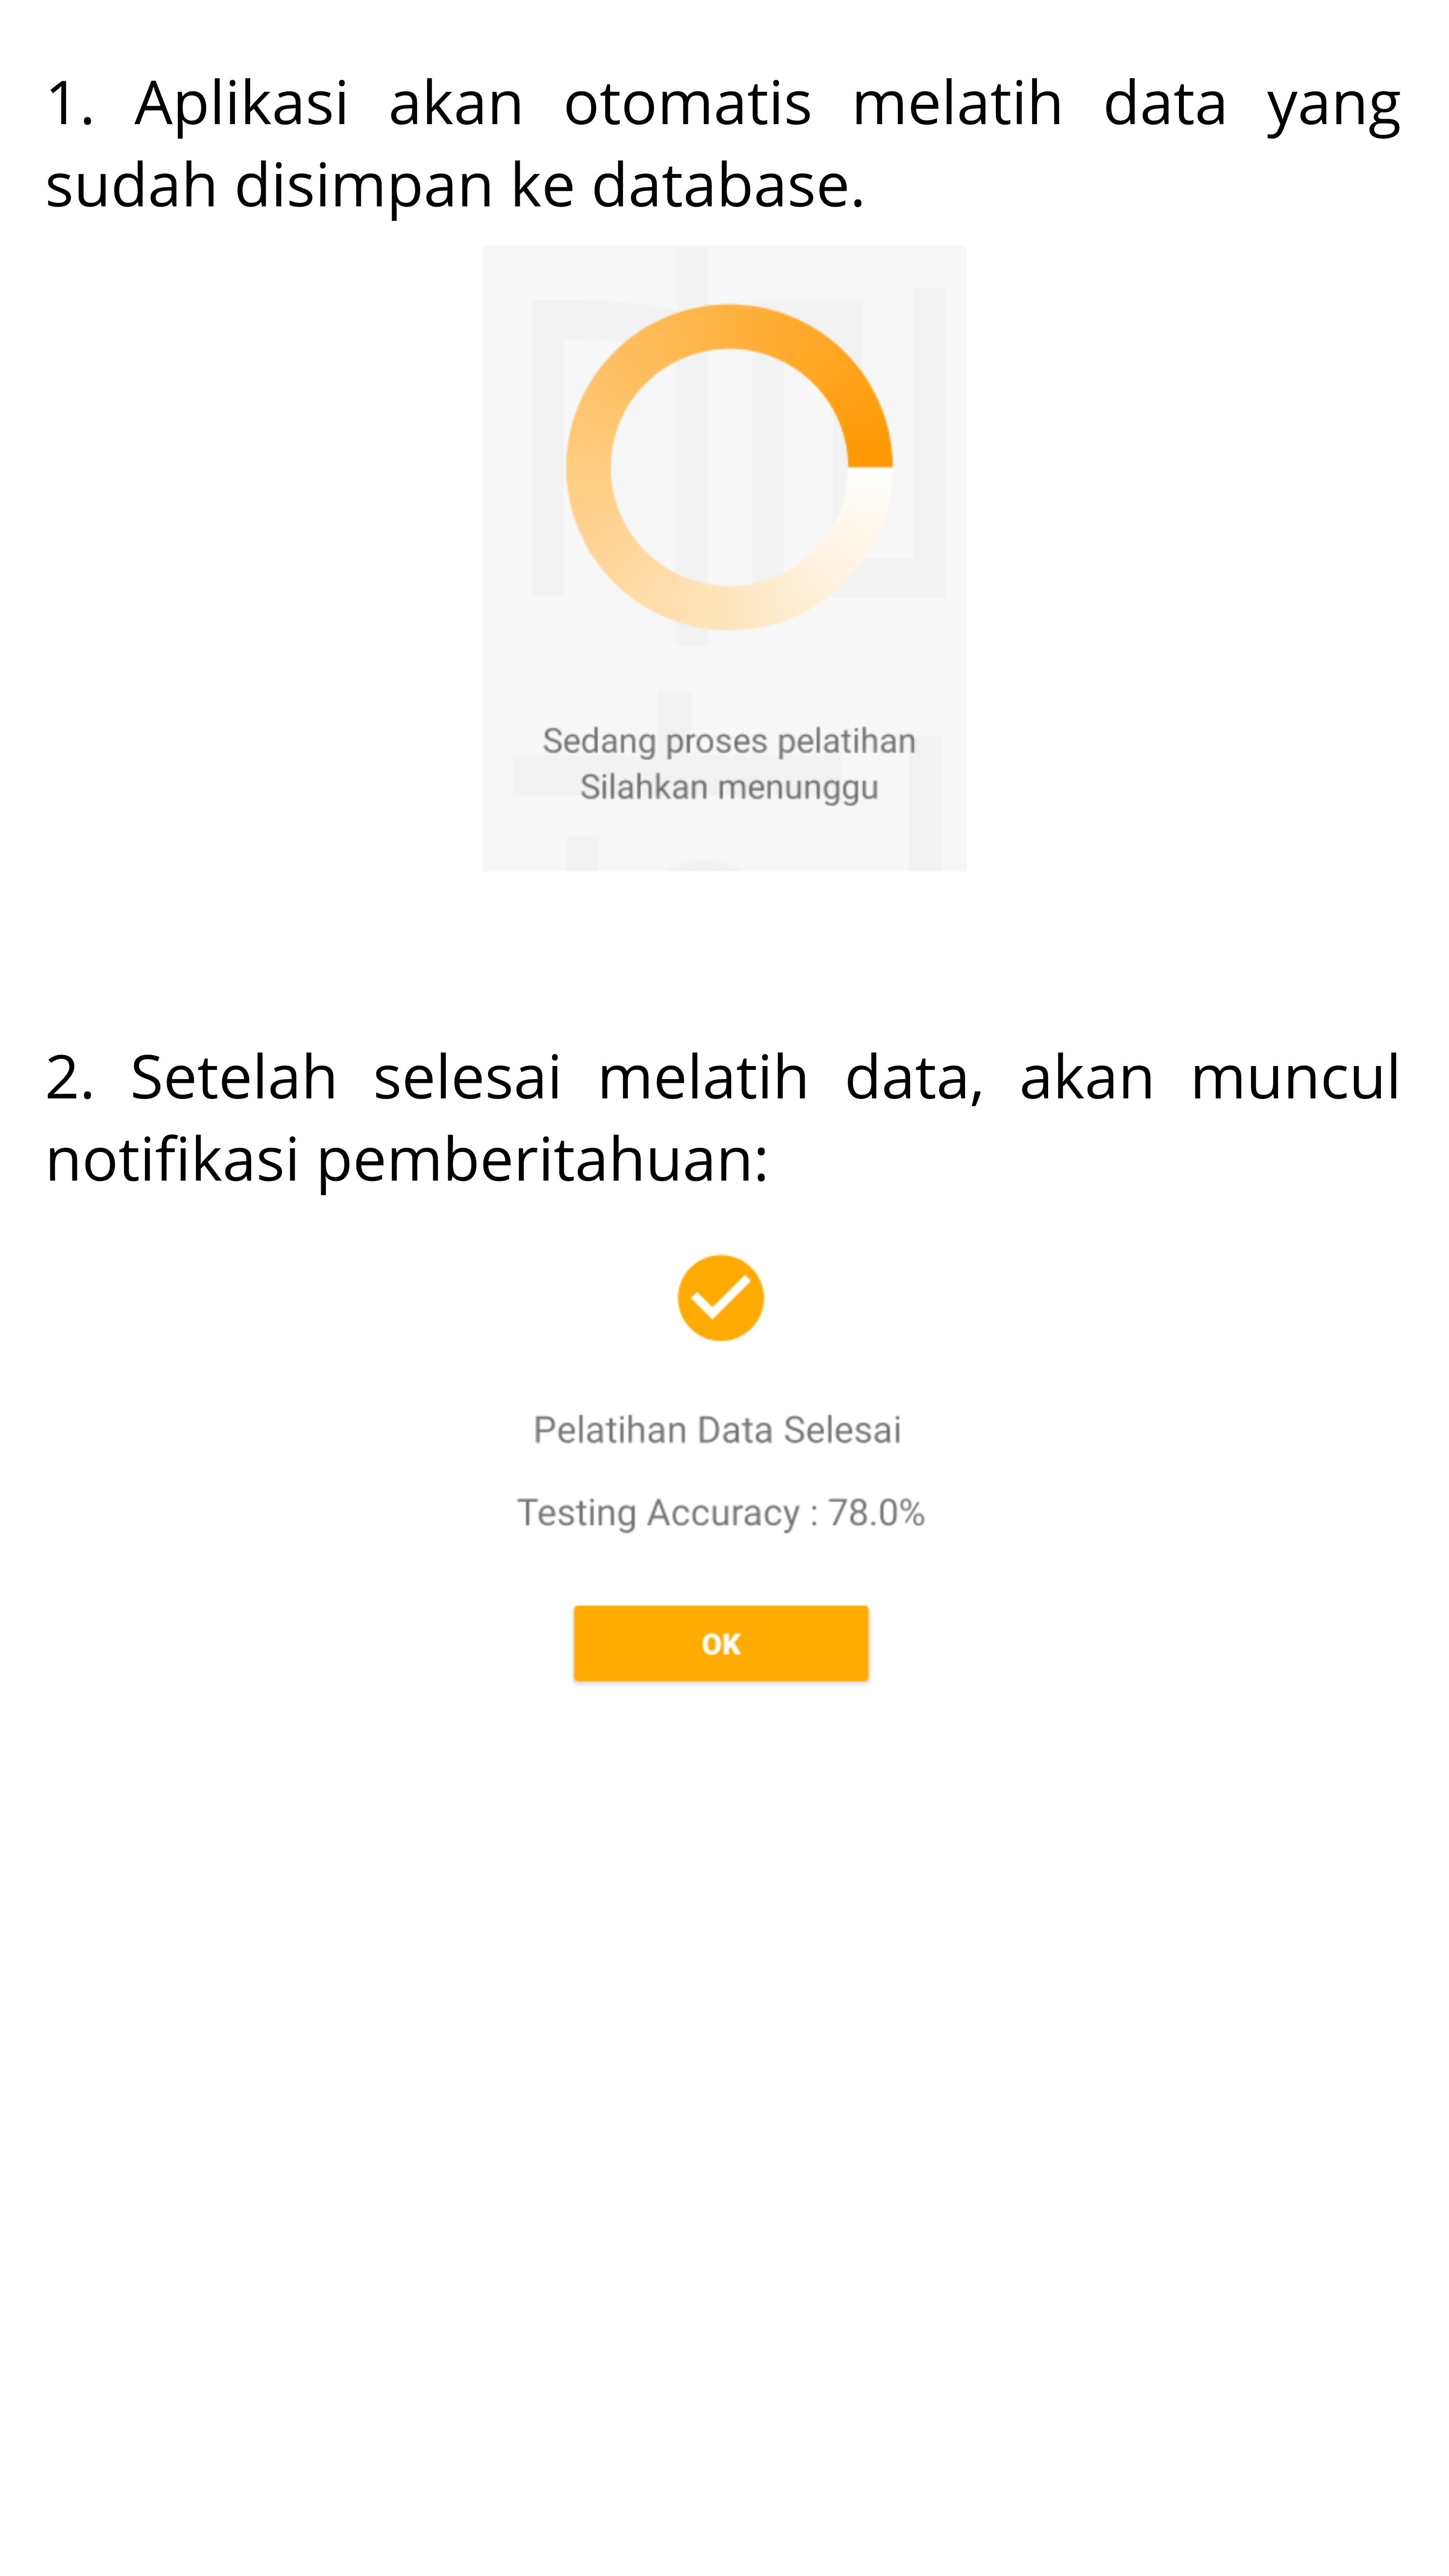 1. Aplikasi akan otomatis melatih data yang
sudah disimpan ke database.
Sedang proses pelatihan
Silahkan menunggu
2. Setelah selesai melatih data, akan muncul
notifikasi pemberitahuan:
Pelatihan Data Selesai
Testing Accuracy : 78.0%
OK